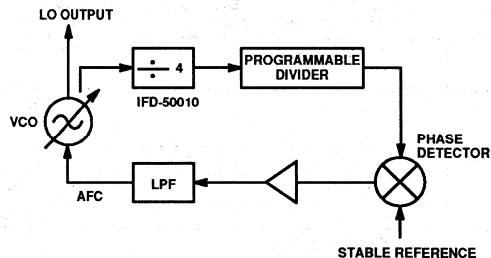 LO OUTPUT
÷ 4
PROGRAMMABLE
DIVIDER
IFD-50010
VCO
PHASE
DETECTOR
LPF
AFC
STABLE REFERENCE